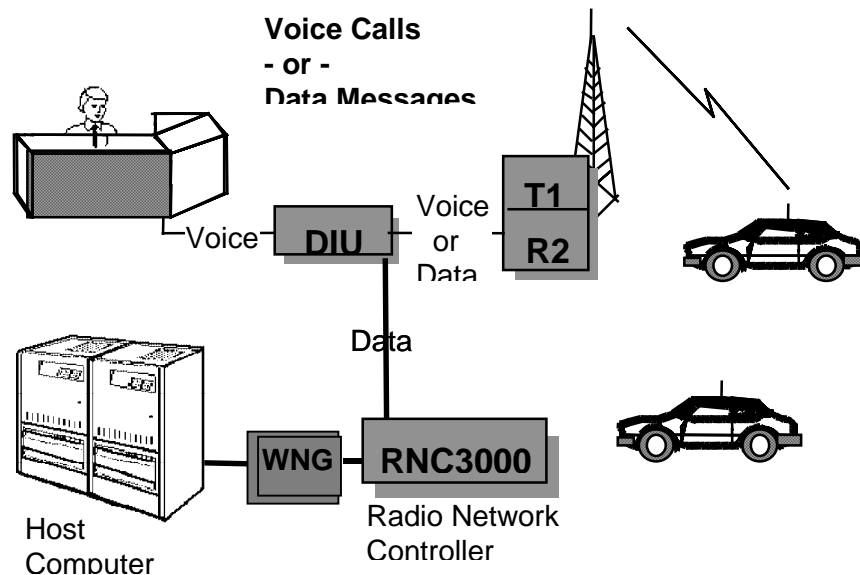 Voice Calls
- or -
Data Messages
T1
R2
Voice
DIU
Voice
or
Data
Data
WNG
RNC3000
Host
Computer
Radio Network
Controller